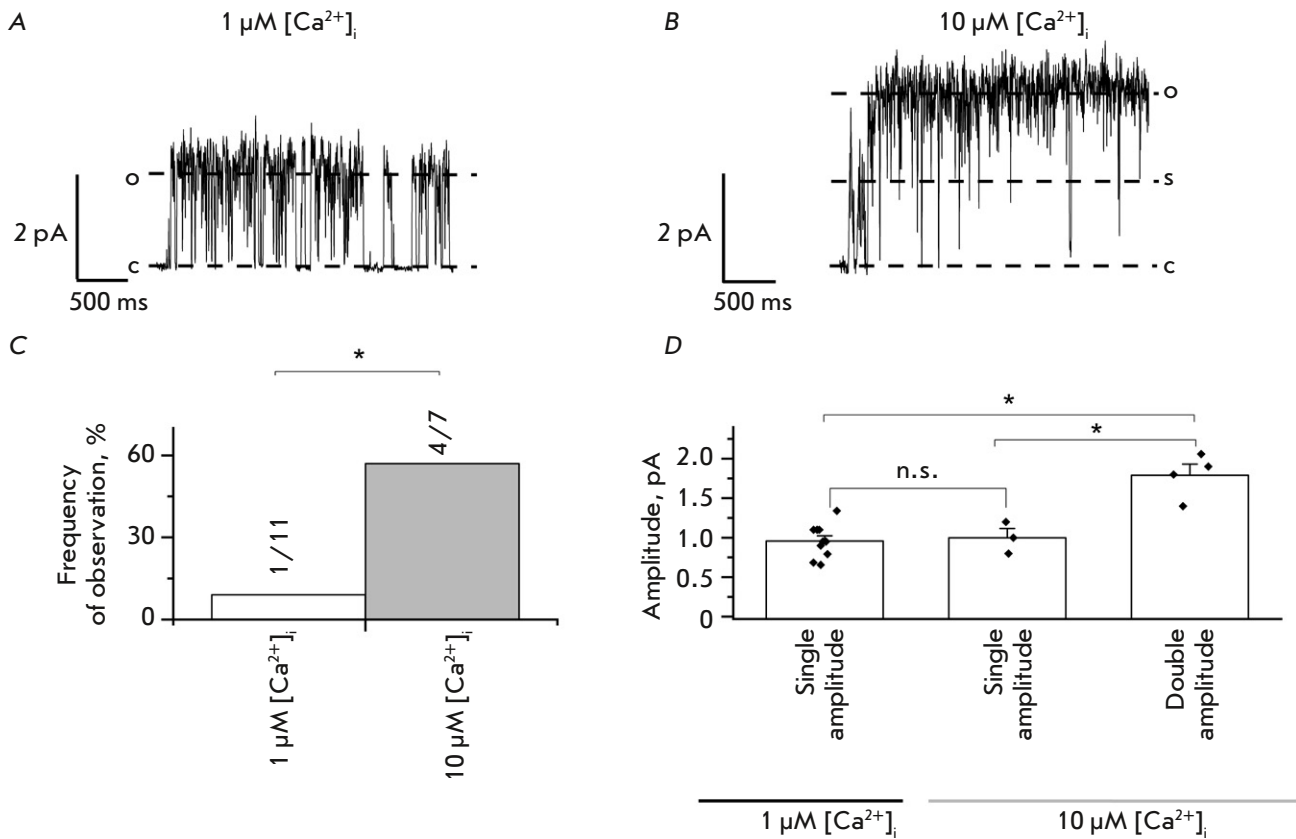 A
1 µM [Ca²⁺]ᵢ
o
c
2 pA
500 ms
B
10 µM [Ca²⁺]ᵢ
o
s
c
2 pA
500 ms
C
*
Frequency
of observation, %
60
30
0
1/11
4/7
1 µM [Ca²⁺]ᵢ
10 µM [Ca²⁺]ᵢ
D
*
*
n.s.
Amplitude, pA
2.0
1.5
1.0
0.5
0
Single
amplitude
Single
amplitude
Double
amplitude
1 µM [Ca²⁺]ᵢ
10 µM [Ca²⁺]ᵢ